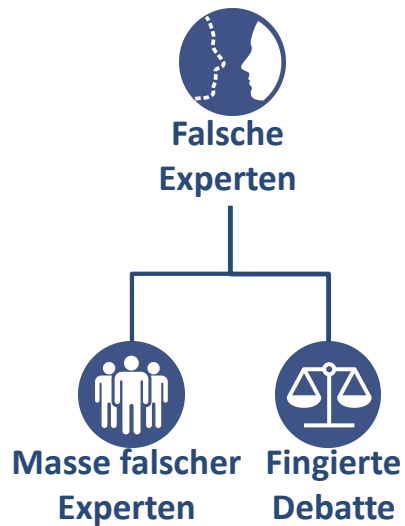 Falsche
Experten
Masse falscher
Experten
Fingierte
Debatte